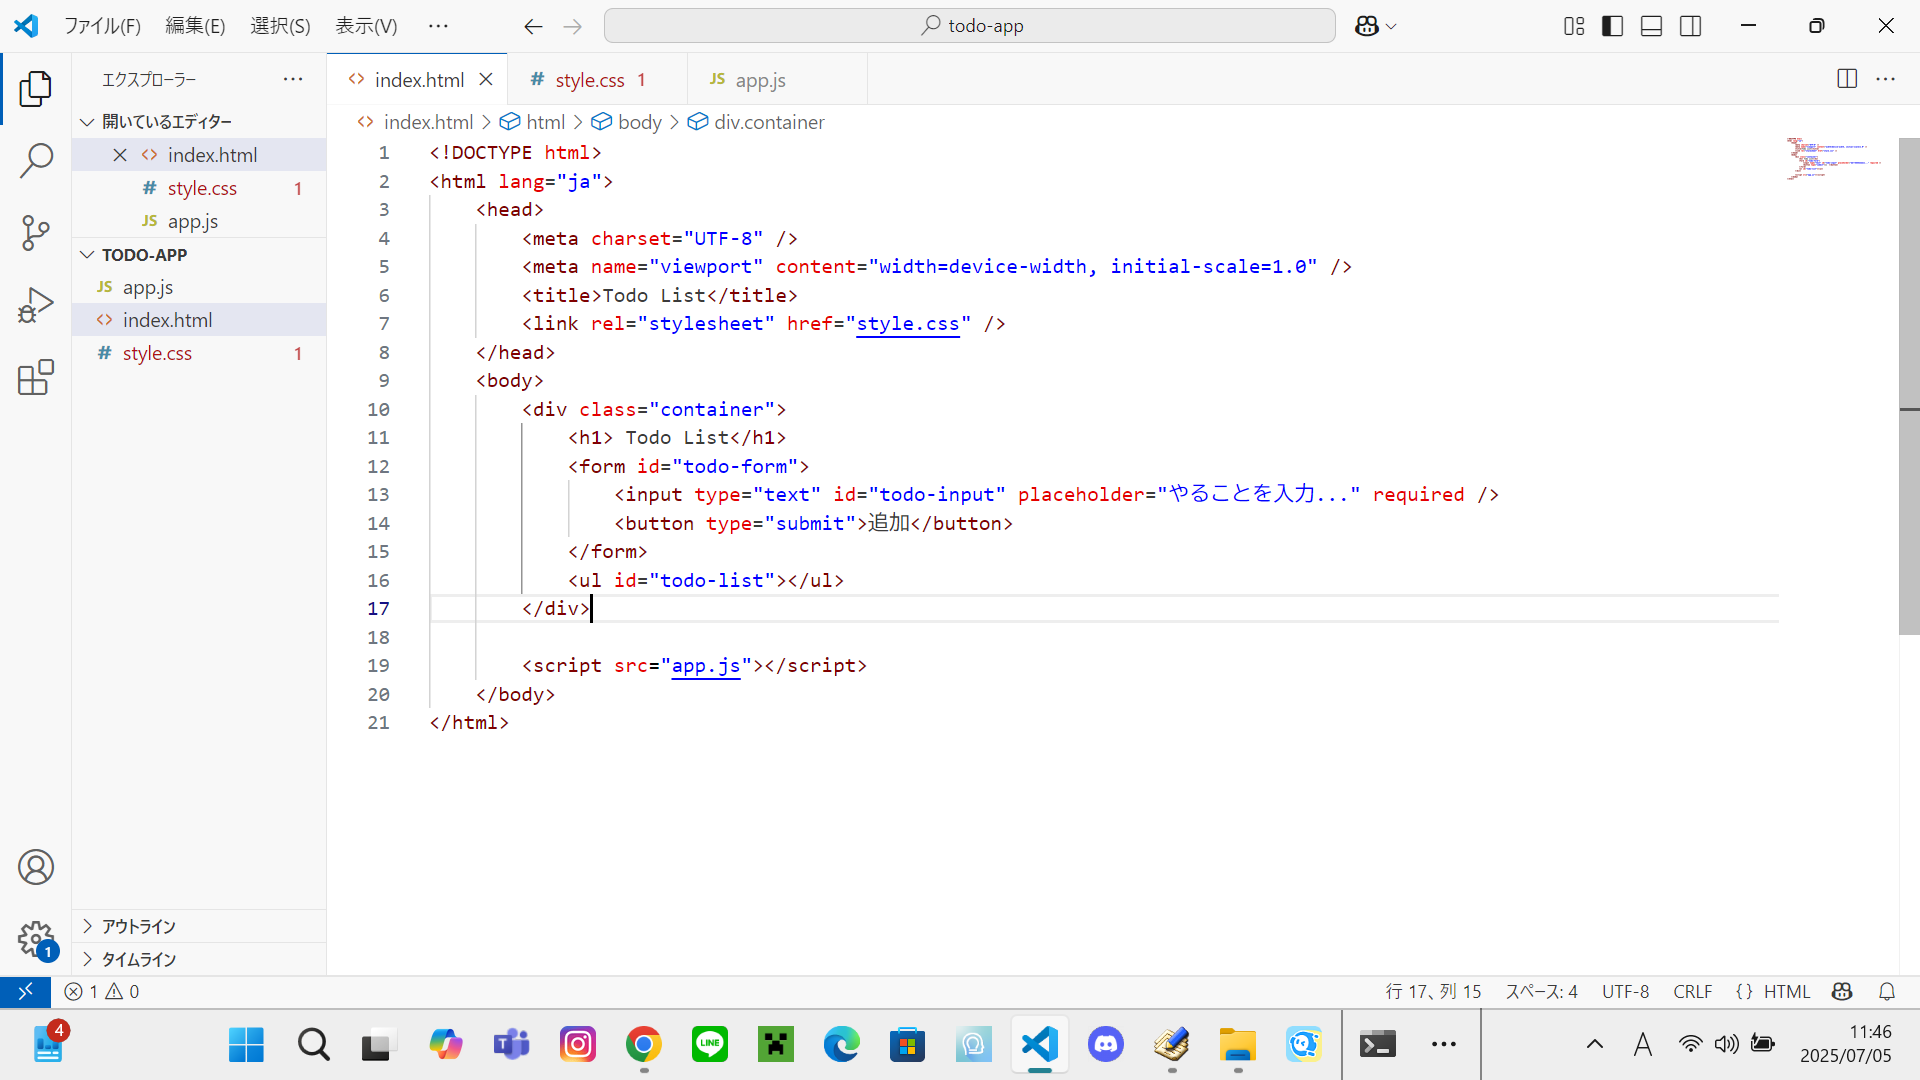 ファイル(F) 編集(E) 選択(S) 表示(V) … todo-app
エクスプローラー …
開いているエディター
index.html
style.css 1
JS app.js
TODO-APP
JS app.js
index.html
style.css 1
アウトライン
タイムライン
index.html # style.css 1 JS app.js
index.html > html > body > div.container
1 <!DOCTYPE html>
2 <html lang="ja">
3 <head>
4 <meta charset="UTF-8" />
5 <meta name="viewport" content="width=device-width, initial-scale=1.0" />
6 <title>Todo List</title>
7 <link rel="stylesheet" href="style.css" />
8 </head>
9 <body>
10 <div class="container">
11 <h1> Todo List</h1>
12 <form id="todo-form">
13 <input type="text" id="todo-input" placeholder="やることを入力..." required />
14 <button type="submit">追加</button>
15 </form>
16 <ul id="todo-list"></ul>
17 </div>
18
19 <script src="app.js"></script>
20 </body>
21 </html>
1
1 0 行 17、列 15 スペース: 4 UTF-8 CRLF {} HTML
4 T LINE A 11:46
2025/07/05